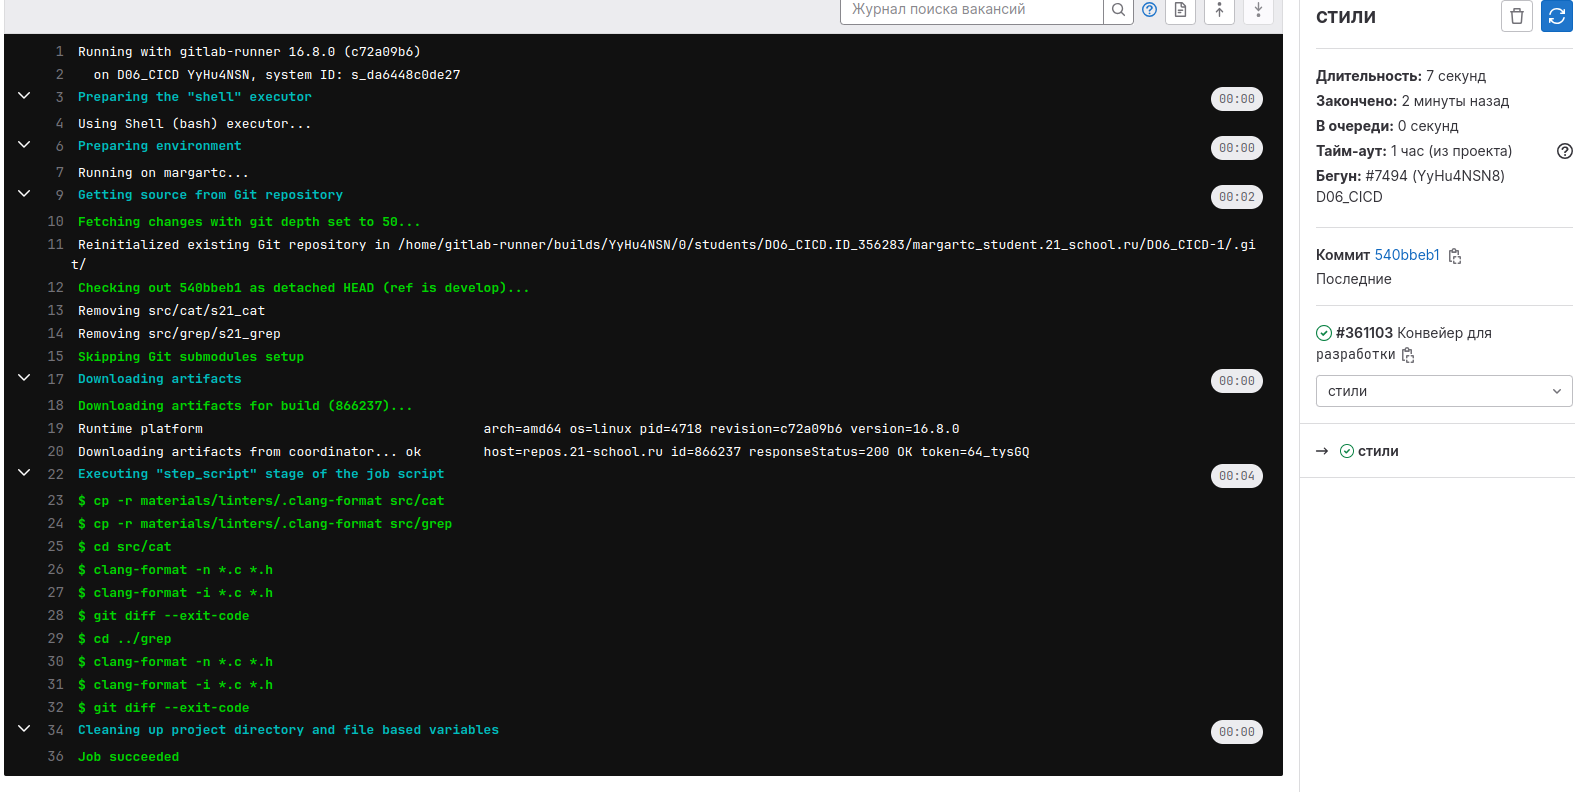 Журнал поиска вакансий
1 Running with gitlab-runner 16.8.0 (c72a09b6)
2 on D06_CICD YyHu4NSN, system ID: s_da6448c0de27
3 Preparing the "shell" executor 00:00
4 Using Shell (bash) executor...
6 Preparing environment 00:00
7 Running on margartc...
9 Getting source from Git repository 00:02
10 Fetching changes with git depth set to 50...
11 Reinitialized existing Git repository in /home/gitlab-runner/builds/YyHu4NSN/0/students/DO6_CICD.ID_356283/margartc_student.21_school.ru/DO6_CICD-1/.gi
t/
12 Checking out 540bbeb1 as detached HEAD (ref is develop)...
13 Removing src/cat/s21_cat
14 Removing src/grep/s21_grep
15 Skipping Git submodules setup
17 Downloading artifacts 00:00
18 Downloading artifacts for build (866237)...
19 Runtime platform arch=amd64 os=linux pid=4718 revision=c72a09b6 version=16.8.0
20 Downloading artifacts from coordinator... ok host=repos.21-school.ru id=866237 responseStatus=200 OK token=64_tysGQ
22 Executing "step_script" stage of the job script 00:04
23 $ cp -r materials/linters/.clang-format src/cat
24 $ cp -r materials/linters/.clang-format src/grep
25 $ cd src/cat
26 $ clang-format -n *.c *.h
27 $ clang-format -i *.c *.h
28 $ git diff --exit-code
29 $ cd ../grep
30 $ clang-format -n *.c *.h
31 $ clang-format -i *.c *.h
32 $ git diff --exit-code
34 Cleaning up project directory and file based variables 00:00
36 Job succeeded
СТИЛИ
Длительность: 7 секунд
Закончено: 2 минуты назад
В очереди: 0 секунд
Тайм-аут: 1 час (из проекта)
Бегун: #7494 (YyHu4NSN8)
D06_CICD
Коммит 540bbeb1
Последние
#361103 Конвейер для
разработки
стили
→ стили